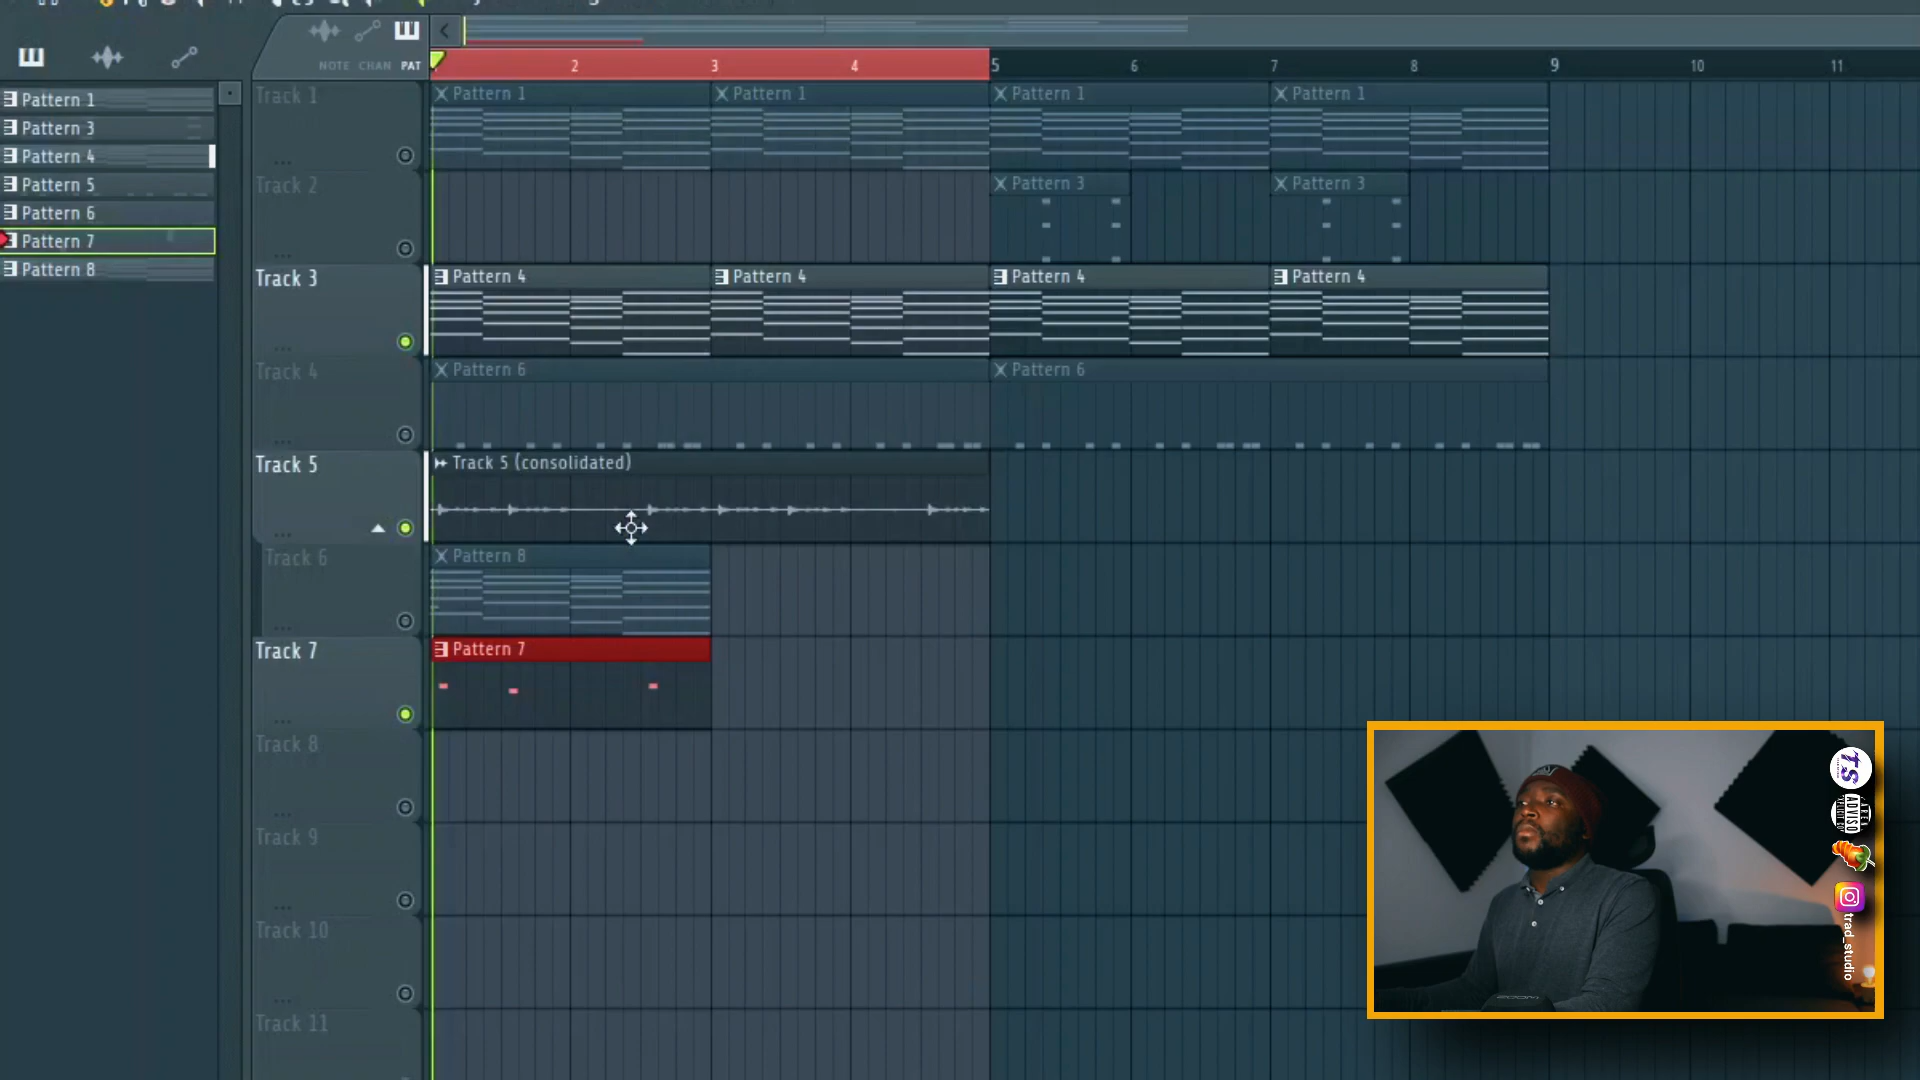 NOTE CHAN PAT
2 3 4 5 6 7 8 9 10 11
Pattern 1
Pattern 3
Pattern 4
Pattern 5
Pattern 6
Pattern 7
Pattern 8
Track 1
Pattern 1 Pattern 1 Pattern 1 Pattern 1
Track 2
Pattern 3 Pattern 3
Track 3
Pattern 4 Pattern 4 Pattern 4 Pattern 4
Track 4
Pattern 6 Pattern 6
Track 5
Track 5 (consolidated)
Track 6
Pattern 8
Track 7
Pattern 7
Track 8
Track 9
Track 10
Track 11
TS
trad_studio